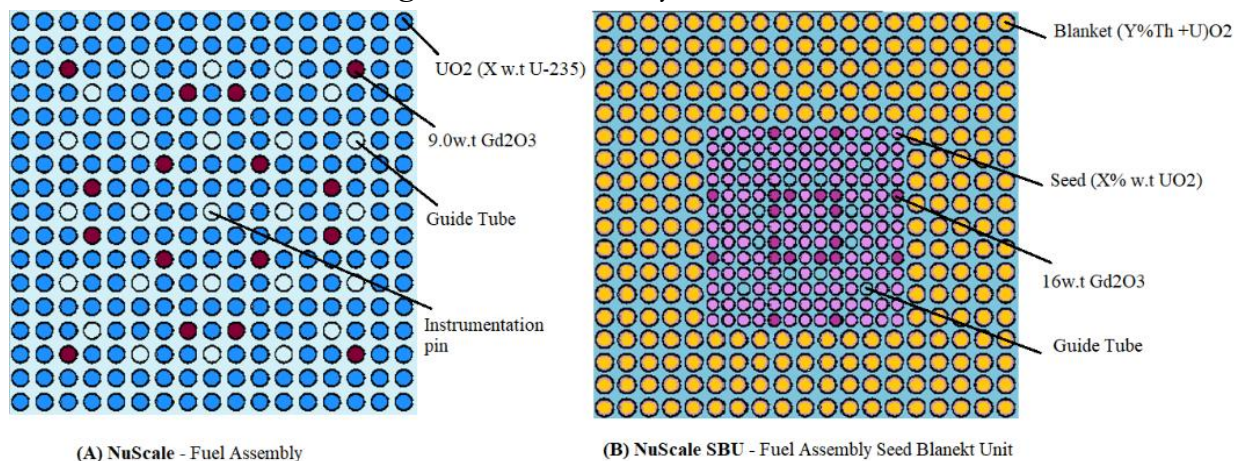 UO2 (X w.t U-235)
9.0w.t Gd2O3
Guide Tube
Instrumentation
pin
(A) NuScale - Fuel Assembly
Blanket (Y%Th +U)O2
Seed (X% w.t UO2)
16w.t Gd2O3
Guide Tube
(B) NuScale SBU - Fuel Assembly Seed Blanekt Unit